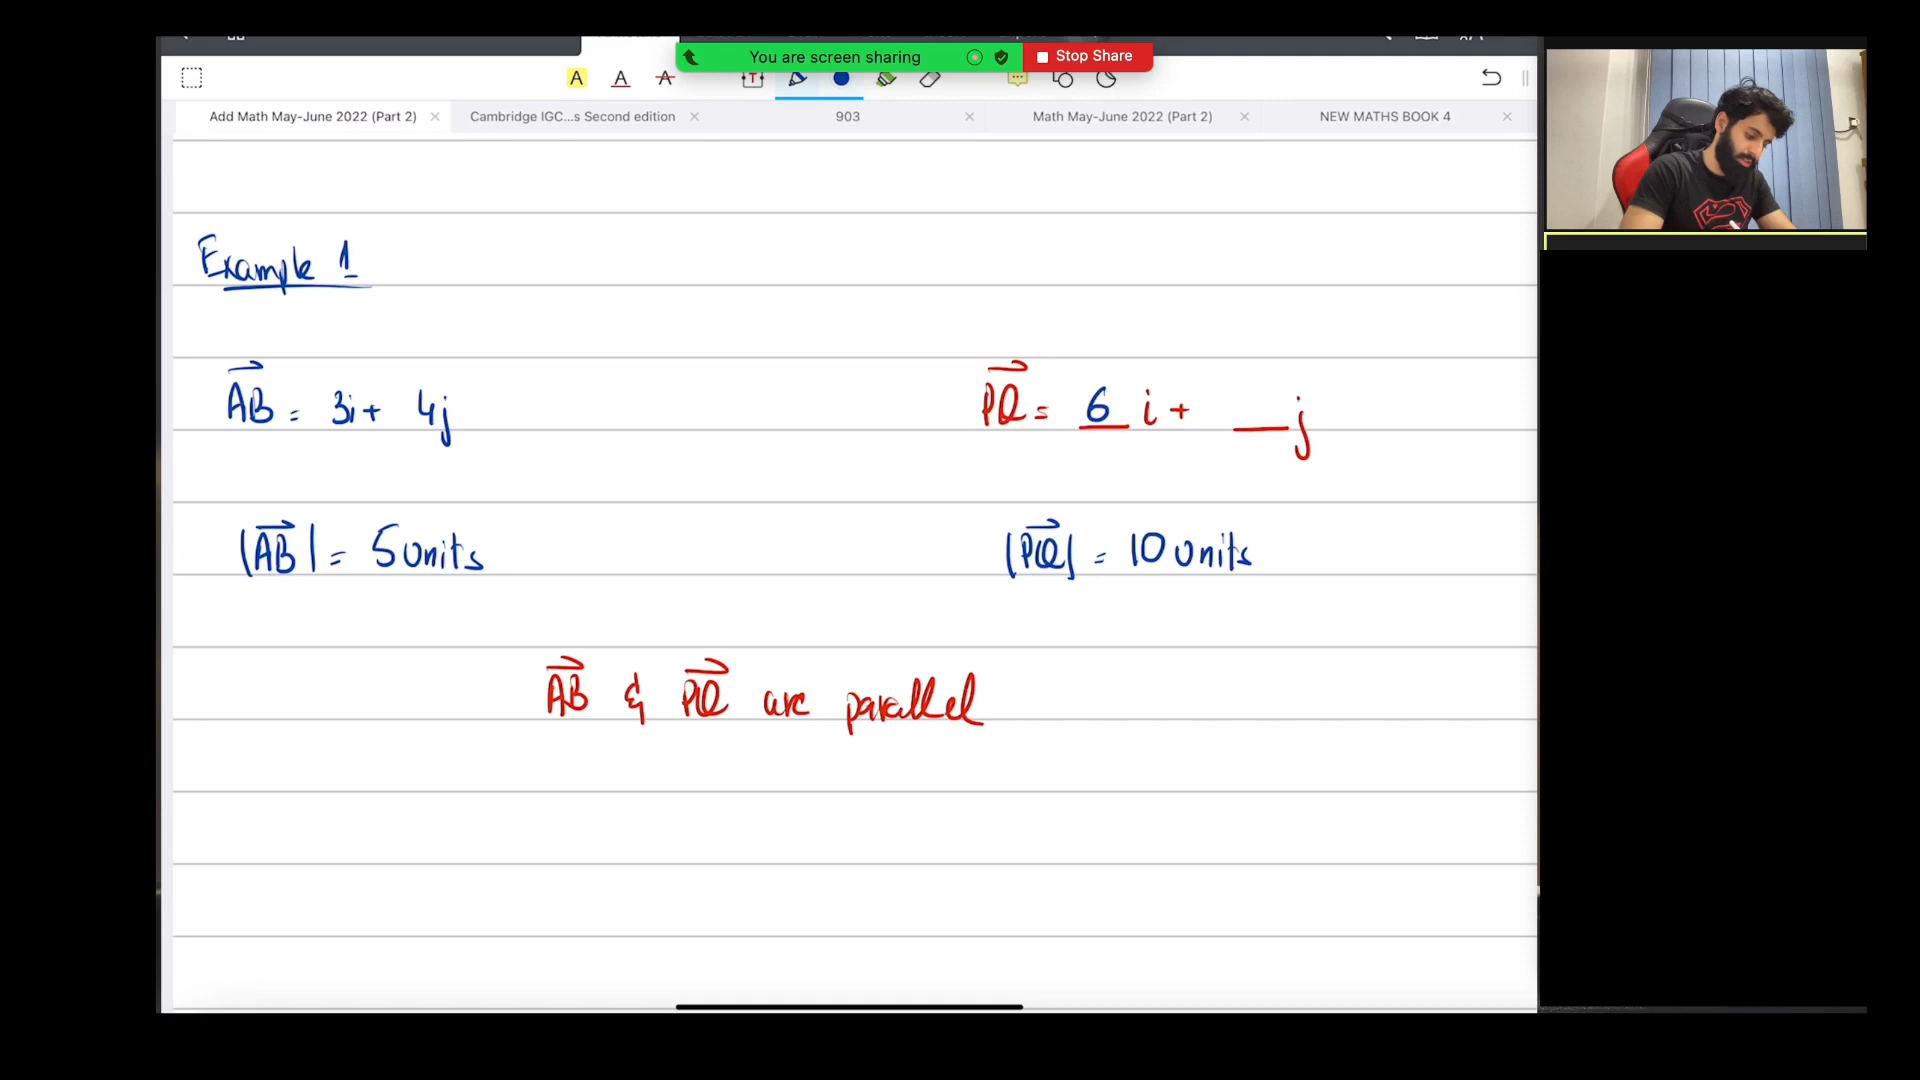 You are screen sharing
Stop Share
A A A T
Add Math May-June 2022 (Part 2)
Cambridge IGC...s Second edition
903
Math May-June 2022 (Part 2)
NEW MATHS BOOK 4
Example 1
AB⃗ = 3i + 4j
PQ⃗ = 6 i + __ j
|AB⃗| = 5 units
|PQ⃗| = 10 units
AB⃗ & PQ⃗ are parallel